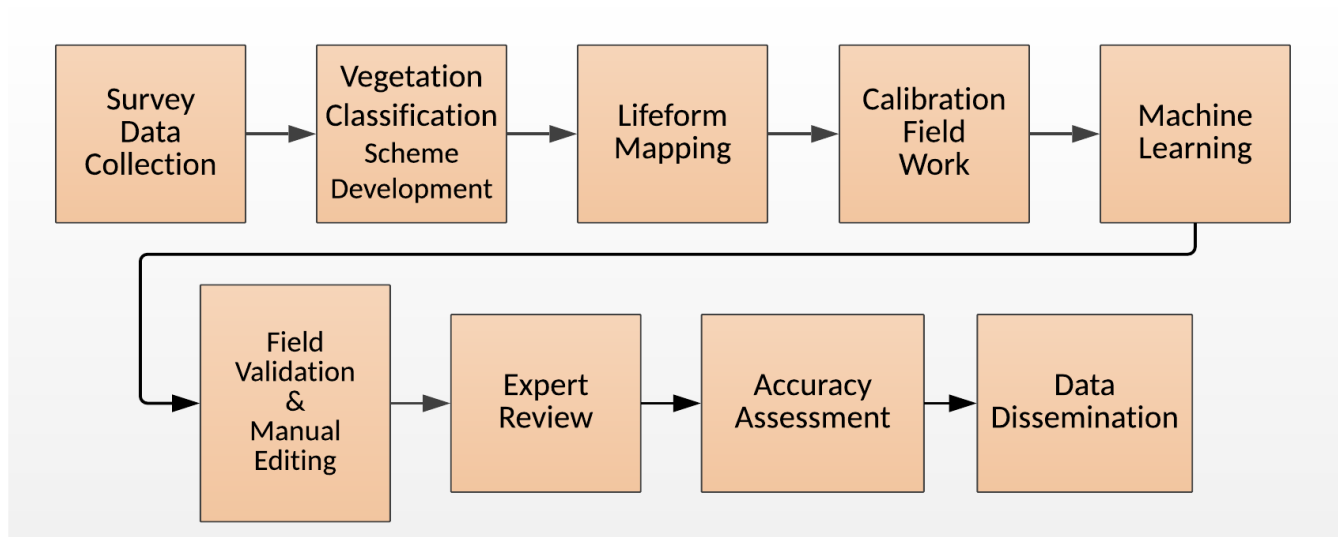 Survey
Data
Collection
Vegetation
Classification
Scheme
Development
Lifeform
Mapping
Calibration
Field
Work
Machine
Learning
Field
Validation
&
Manual
Editing
Expert
Review
Accuracy
Assessment
Data
Dissemination